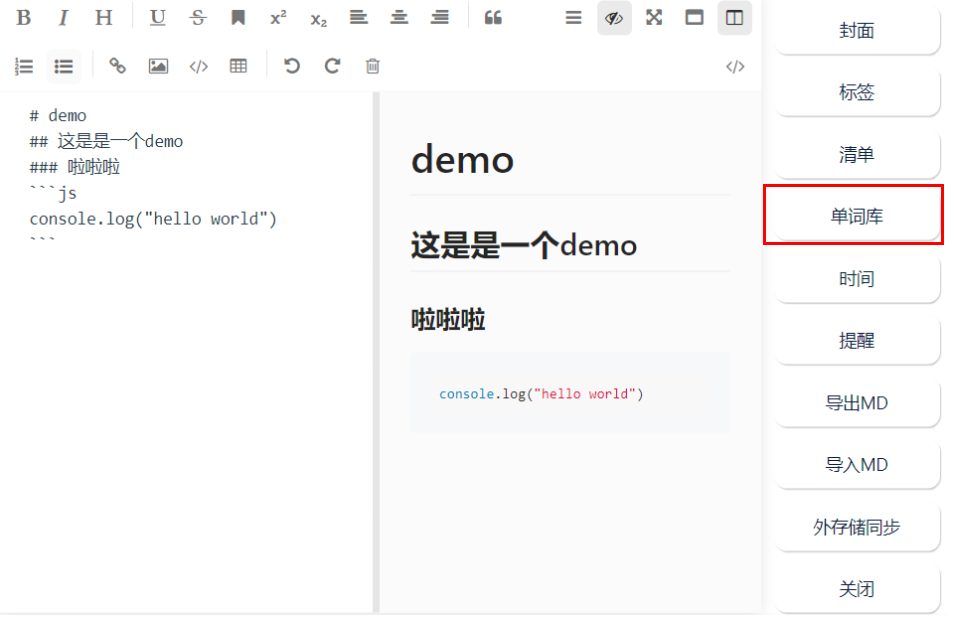 B I H U S x² x₂
# demo
## 这是是一个demo
### 啦啦啦
```js
console.log("hello world")
```
demo
这是是一个demo
啦啦啦
console.log("hello world")
封面
标签
清单
单词库
时间
提醒
导出MD
导入MD
外存储同步
关闭